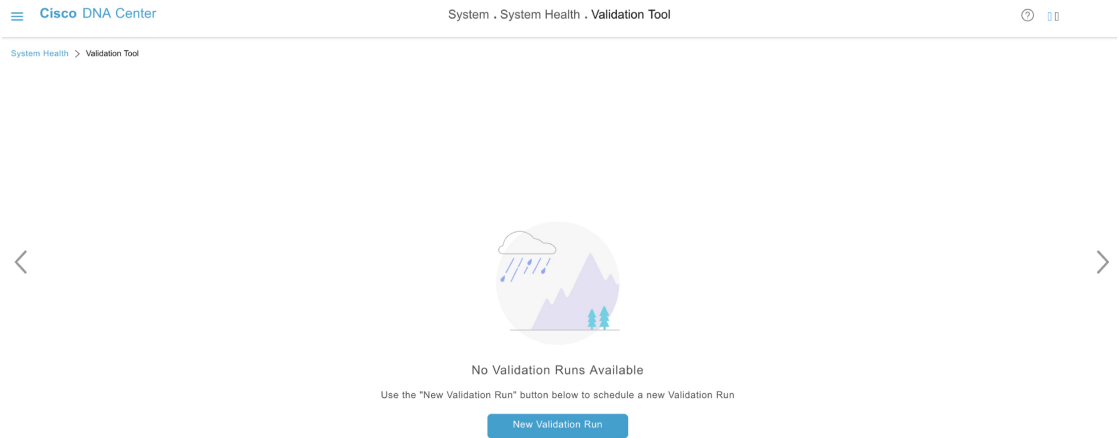 Cisco DNA Center
System . System Health . Validation Tool
System Health > Validation Tool
No Validation Runs Available
Use the "New Validation Run" button below to schedule a new Validation Run
New Validation Run